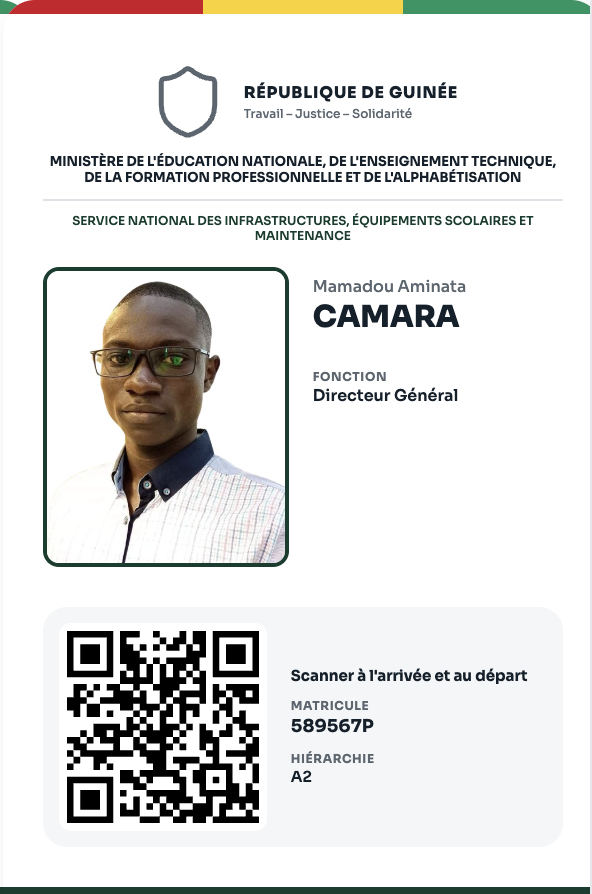 RÉPUBLIQUE DE GUINÉE
Travail – Justice – Solidarité
MINISTÈRE DE L'ÉDUCATION NATIONALE, DE L'ENSEIGNEMENT TECHNIQUE,
DE LA FORMATION PROFESSIONNELLE ET DE L'ALPHABÉTISATION
SERVICE NATIONAL DES INFRASTRUCTURES, ÉQUIPEMENTS SCOLAIRES ET
MAINTENANCE
Mamadou Aminata
CAMARA
FONCTION
Directeur Général
Scanner à l'arrivée et au départ
MATRICULE
589567P
HIÉRARCHIE
A2